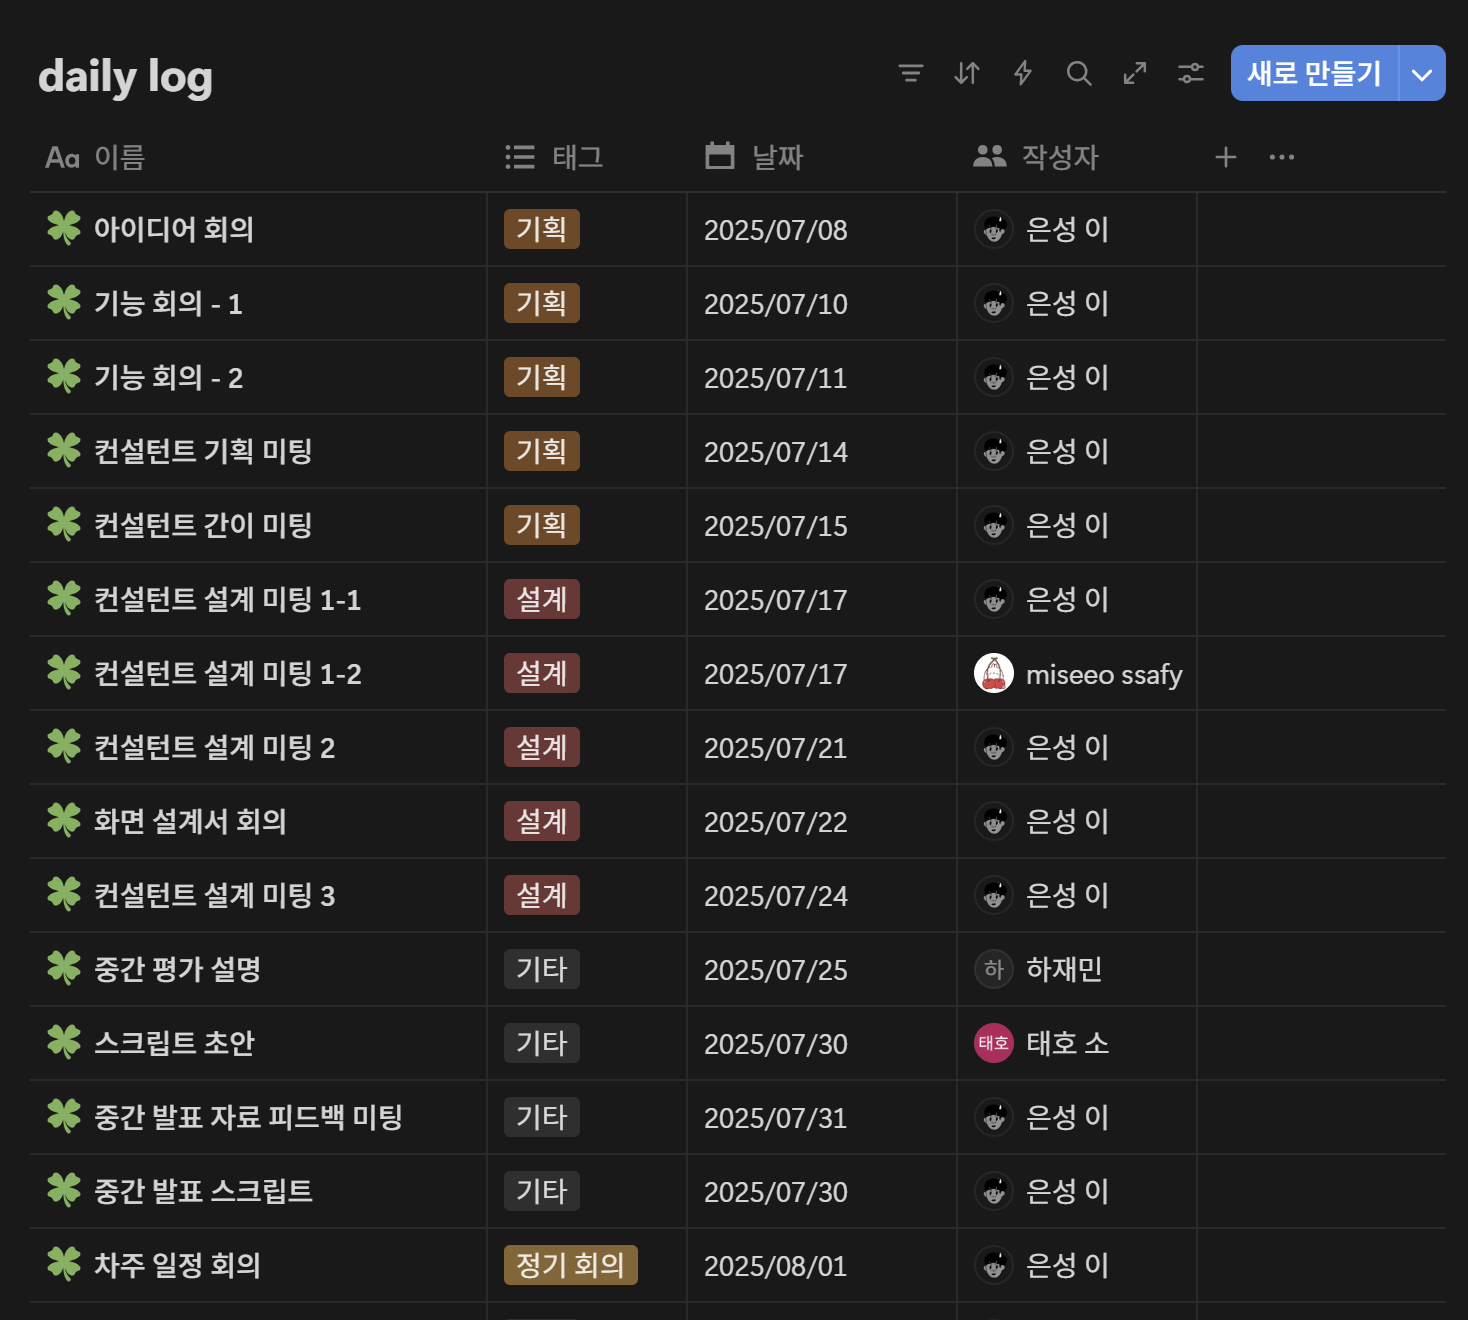 daily log
새로 만들기
Aa 이름 태그 날짜 작성자
아이디어 회의 기획 2025/07/08 은성 이
기능 회의 - 1 기획 2025/07/10 은성 이
기능 회의 - 2 기획 2025/07/11 은성 이
컨설턴트 기획 미팅 기획 2025/07/14 은성 이
컨설턴트 간이 미팅 기획 2025/07/15 은성 이
컨설턴트 설계 미팅 1-1 설계 2025/07/17 은성 이
컨설턴트 설계 미팅 1-2 설계 2025/07/17 miseeo ssafy
컨설턴트 설계 미팅 2 설계 2025/07/21 은성 이
화면 설계서 회의 설계 2025/07/22 은성 이
컨설턴트 설계 미팅 3 설계 2025/07/24 은성 이
중간 평가 설명 기타 2025/07/25 하 하재민
스크립트 초안 기타 2025/07/30 태호 태호 소
중간 발표 자료 피드백 미팅 기타 2025/07/31 은성 이
중간 발표 스크립트 기타 2025/07/30 은성 이
차주 일정 회의 정기 회의 2025/08/01 은성 이